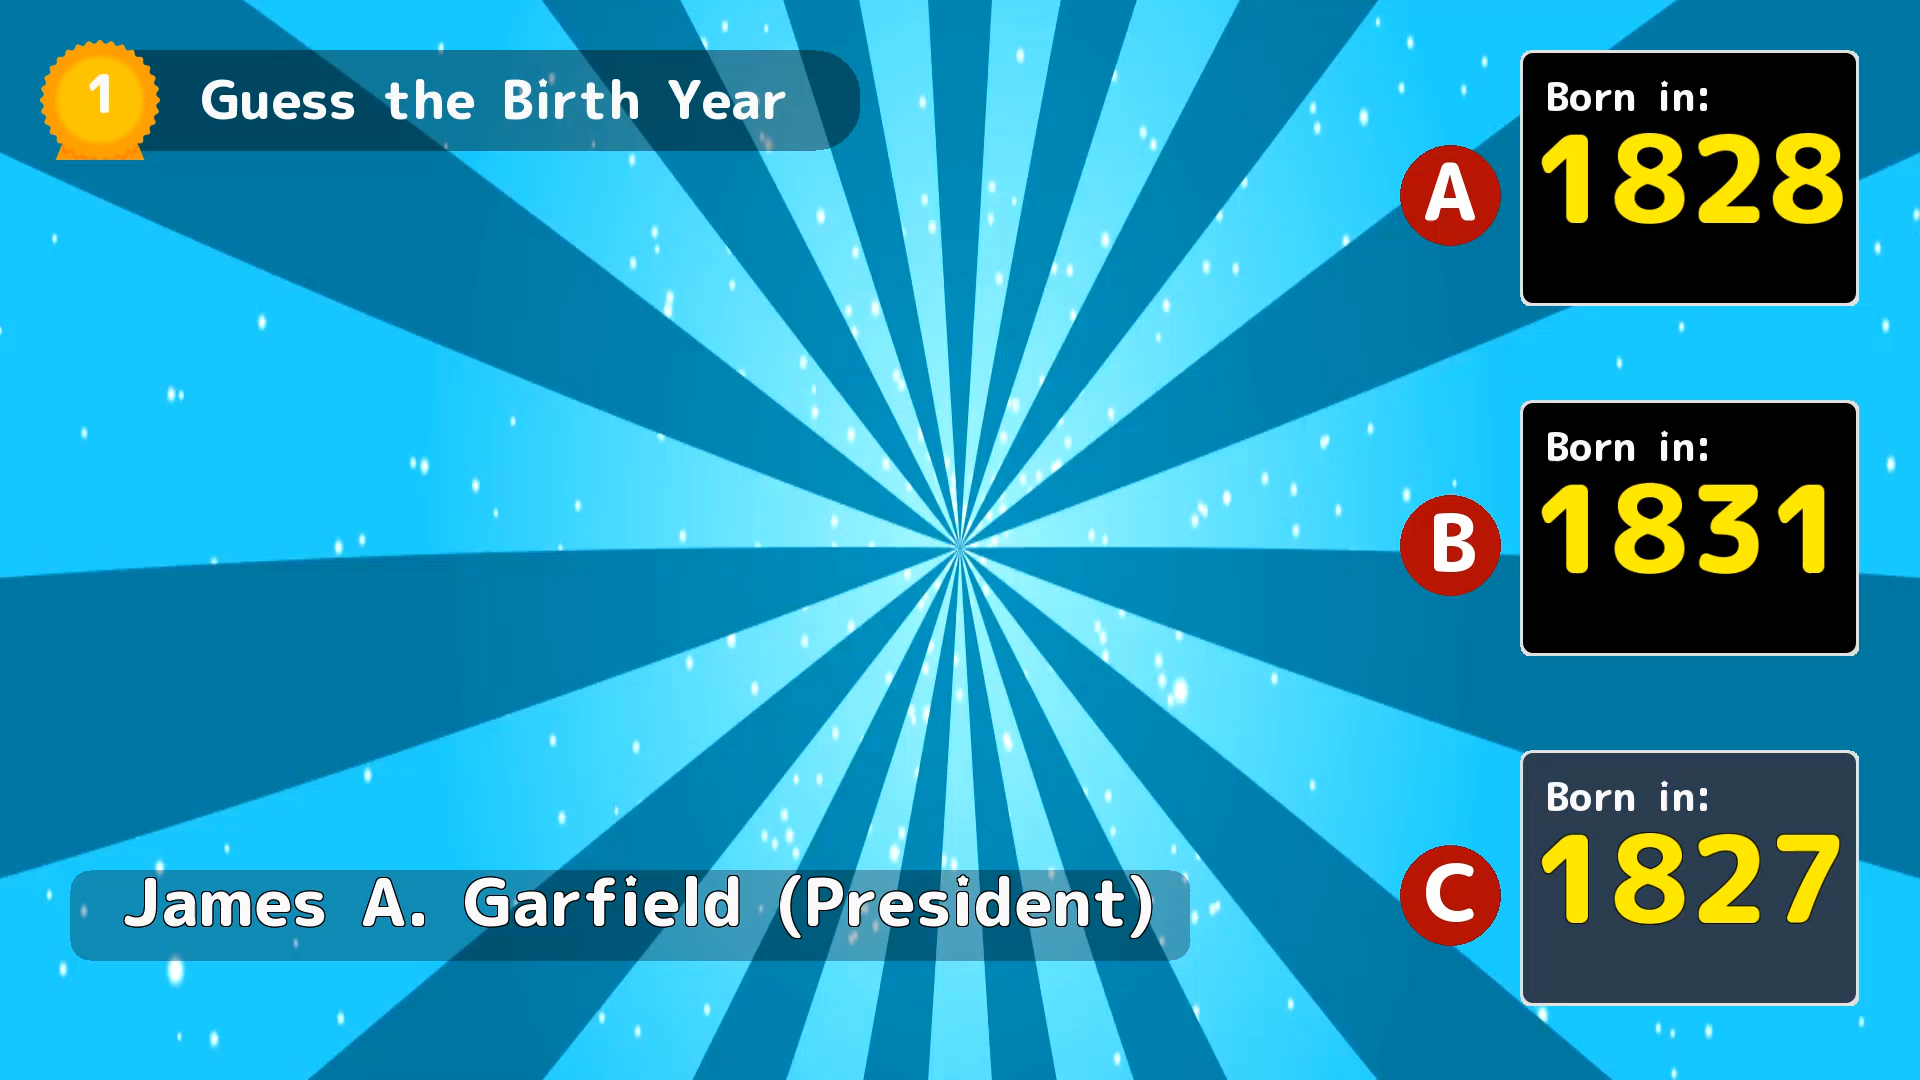 1
Guess the Birth Year
A
Born in:
1828
B
Born in:
1831
C
Born in:
1827
James A. Garfield (President)